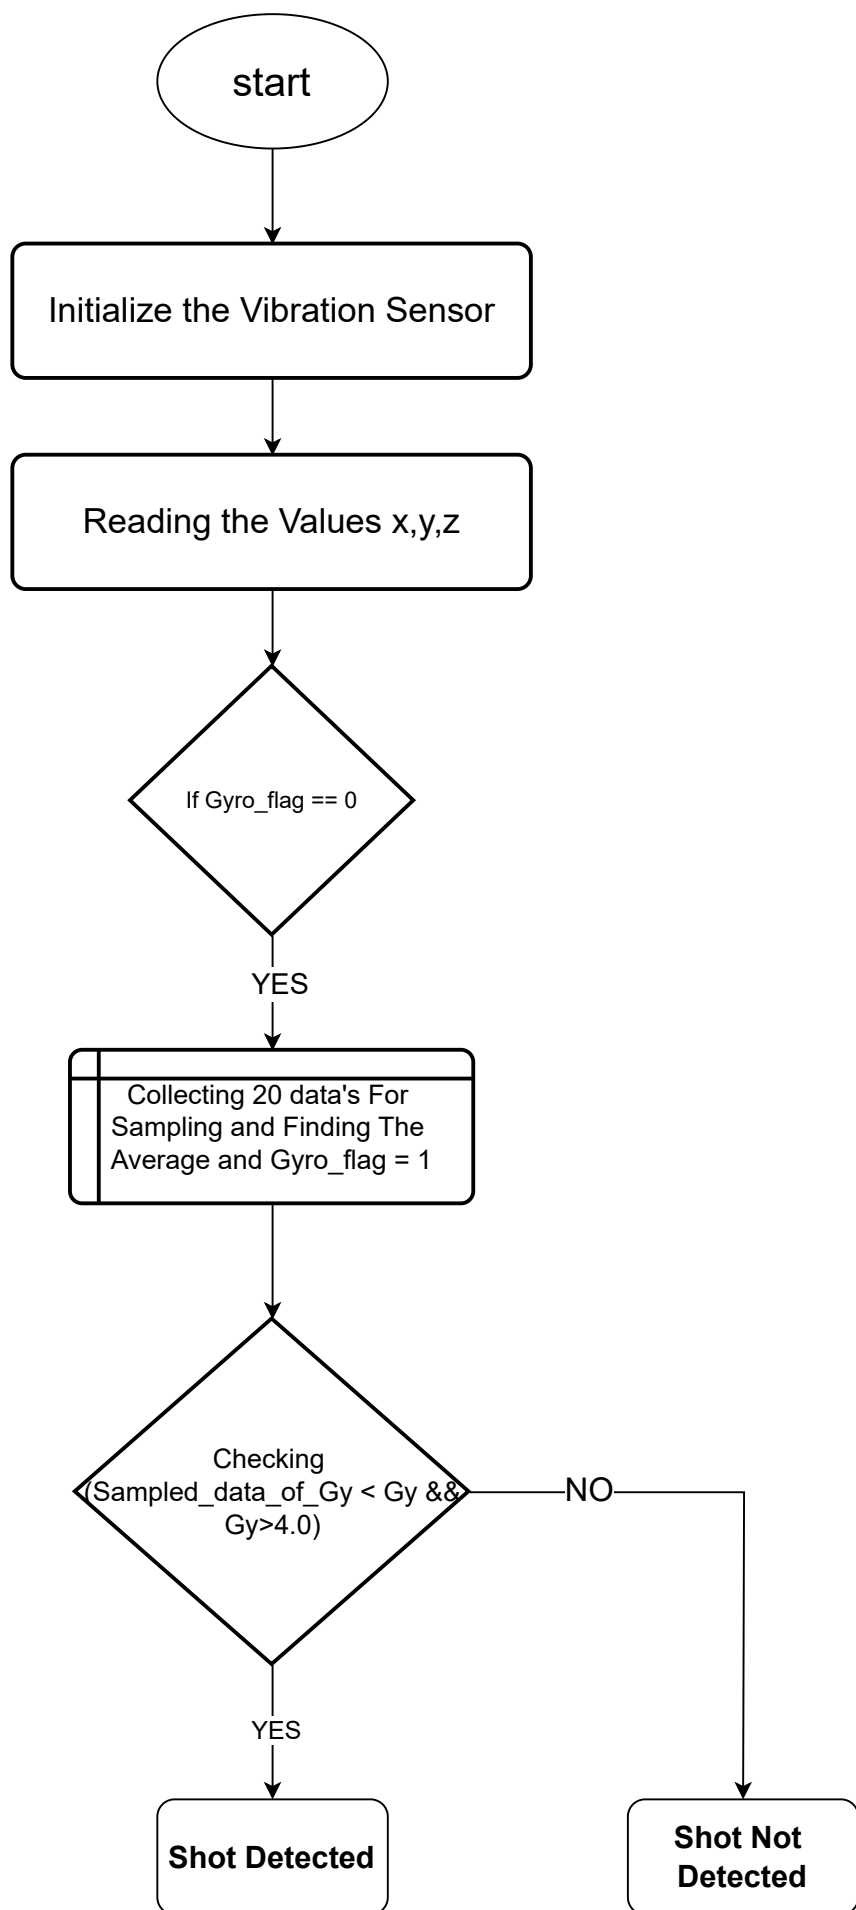 start
Initialize the Vibration Sensor
Reading the Values x,y,z
If Gyro_flag == 0
YES
Collecting 20 data's For
Sampling and Finding The
Average and Gyro_flag = 1
Checking
(Sampled_data_of_Gy < Gy &&
Gy>4.0)
NO
YES
Shot Detected
Shot Not
Detected